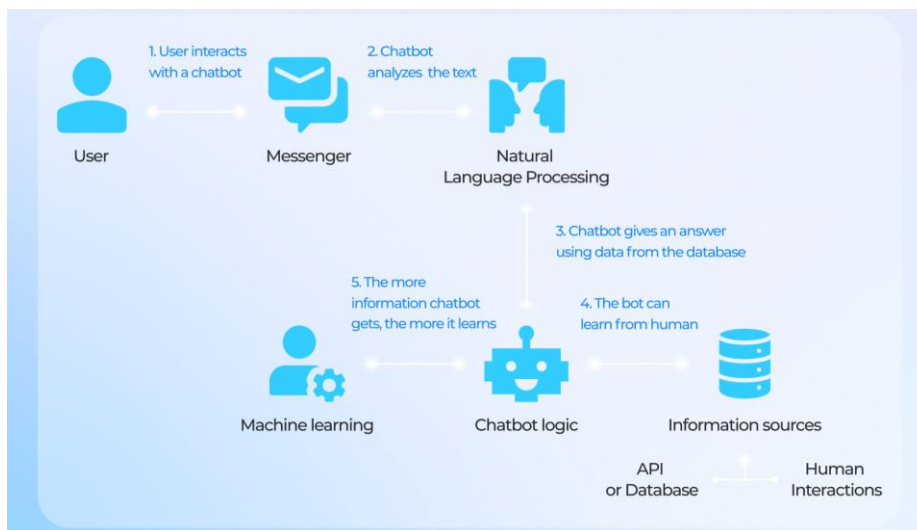 1. User interacts
with a chatbot
2. Chatbot
analyzes the text
User
Messenger
Natural
Language Processing
3. Chatbot gives an answer
using data from the database
5. The more
information chatbot
gets, the more it learns
4. The bot can
learn from human
Machine learning
Chatbot logic
Information sources
API
or Database
Human
Interactions